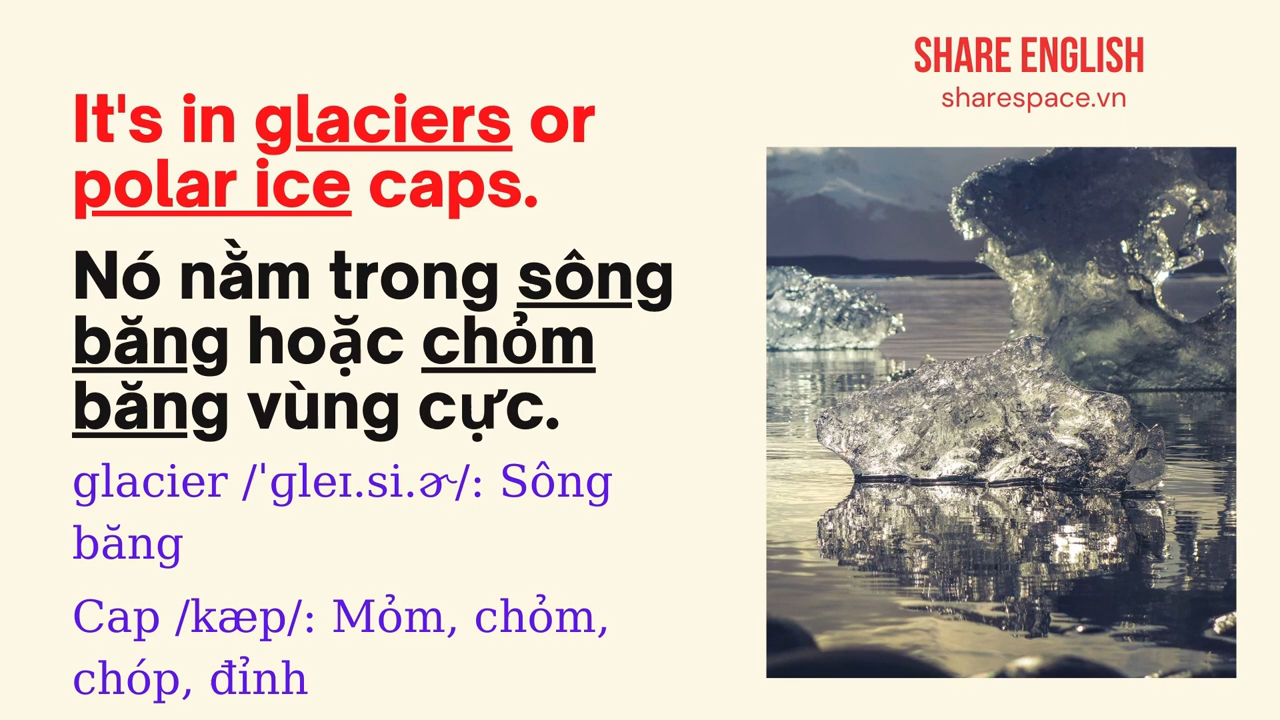 SHARE ENGLISH
sharespace.vn
It's in glaciers or
polar ice caps.
Nó nằm trong sông
băng hoặc chỏm
băng vùng cực.
glacier /ˈɡleɪ.si.ɚ/: Sông
băng
Cap /kæp/: Mỏm, chỏm,
chóp, đỉnh